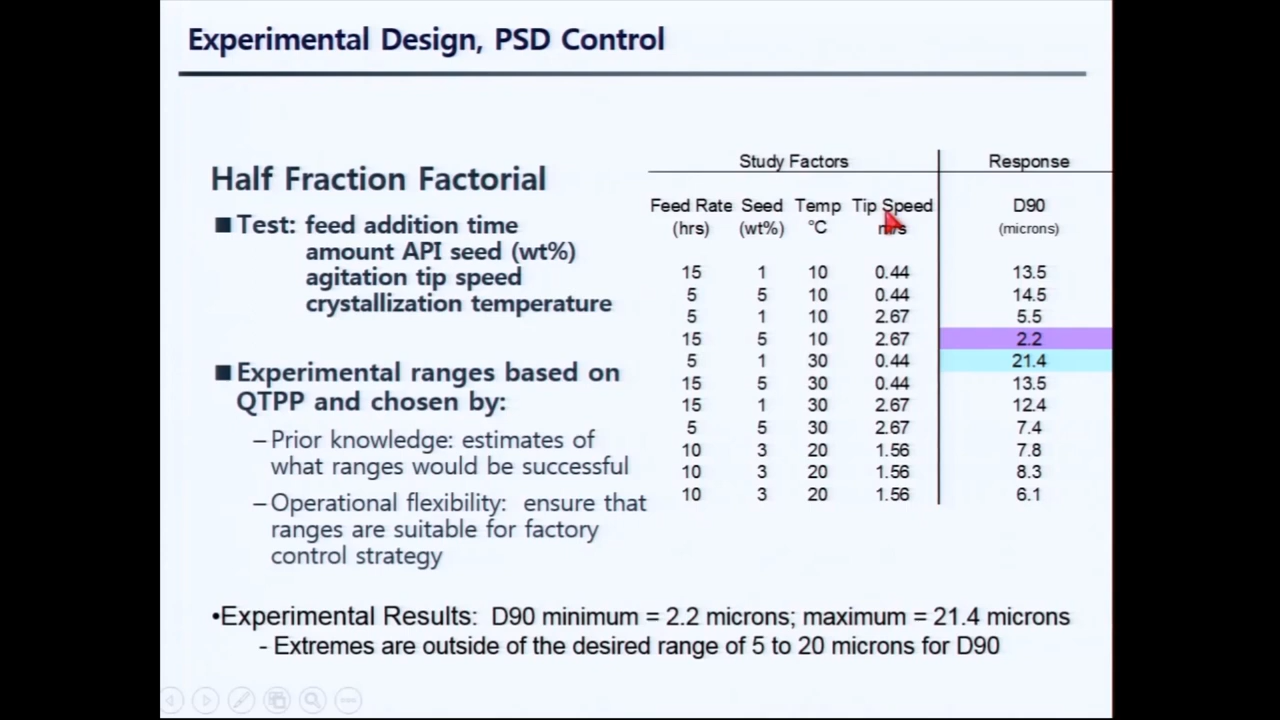 Experimental Design, PSD Control
Half Fraction Factorial
■Test: feed addition time
amount API seed (wt%)
agitation tip speed
crystallization temperature
■Experimental ranges based on
QTPP and chosen by:
–Prior knowledge: estimates of
what ranges would be successful
–Operational flexibility: ensure that
ranges are suitable for factory
control strategy
Study Factors Response
Feed Rate Seed Temp Tip Speed D90
(hrs) (wt%) °C (microns)
15 1 10 0.44 13.5
5 5 10 0.44 14.5
5 1 10 2.67 5.5
15 5 10 2.67 2.2
5 1 30 0.44 21.4
15 5 30 0.44 13.5
15 1 30 2.67 12.4
5 5 30 2.67 7.4
10 3 20 1.56 7.8
10 3 20 1.56 8.3
10 3 20 1.56 6.1
•Experimental Results: D90 minimum = 2.2 microns; maximum = 21.4 microns
- Extremes are outside of the desired range of 5 to 20 microns for D90